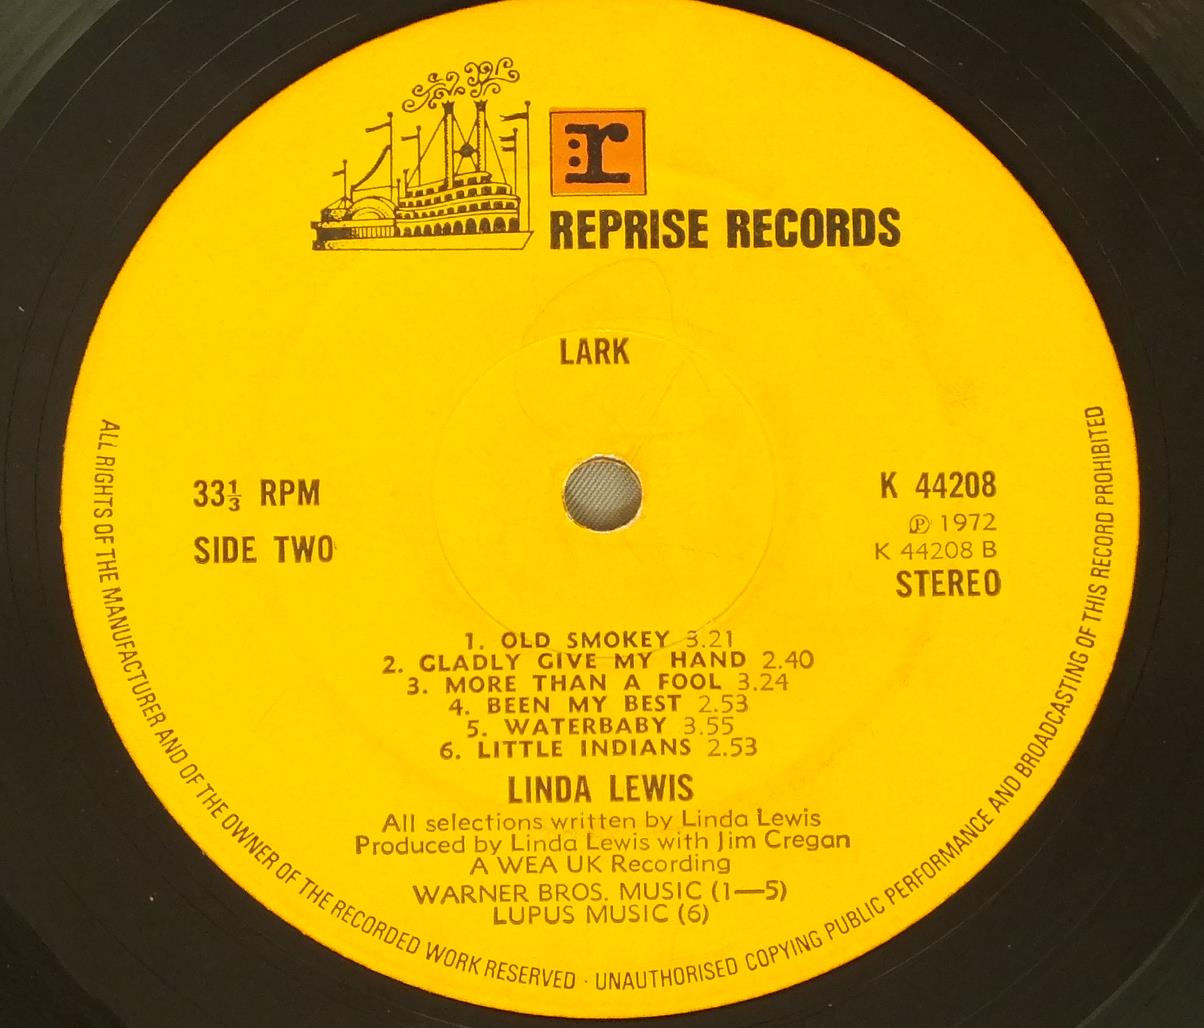 r
REPRISE RECORDS
LARK
33⅓ RPM
SIDE TWO
K 44208
℗ 1972
K 44208 B
STEREO
1. OLD SMOKEY 3.21
2. GLADLY GIVE MY HAND 2.40
3. MORE THAN A FOOL 3.24
4. BEEN MY BEST 2.53
5. WATERBABY 3.55
6. LITTLE INDIANS 2.53
LINDA LEWIS
All selections written by Linda Lewis
Produced by Linda Lewis with Jim Cregan
A WEA UK Recording
WARNER BROS. MUSIC (1—5)
LUPUS MUSIC (6)
ALL RIGHTS OF THE MANUFACTURER AND OF THE OWNER OF THE RECORDED WORK RESERVED · UNAUTHORISED COPYING PUBLIC PERFORMANCE AND BROADCASTING OF THIS RECORD PROHIBITED